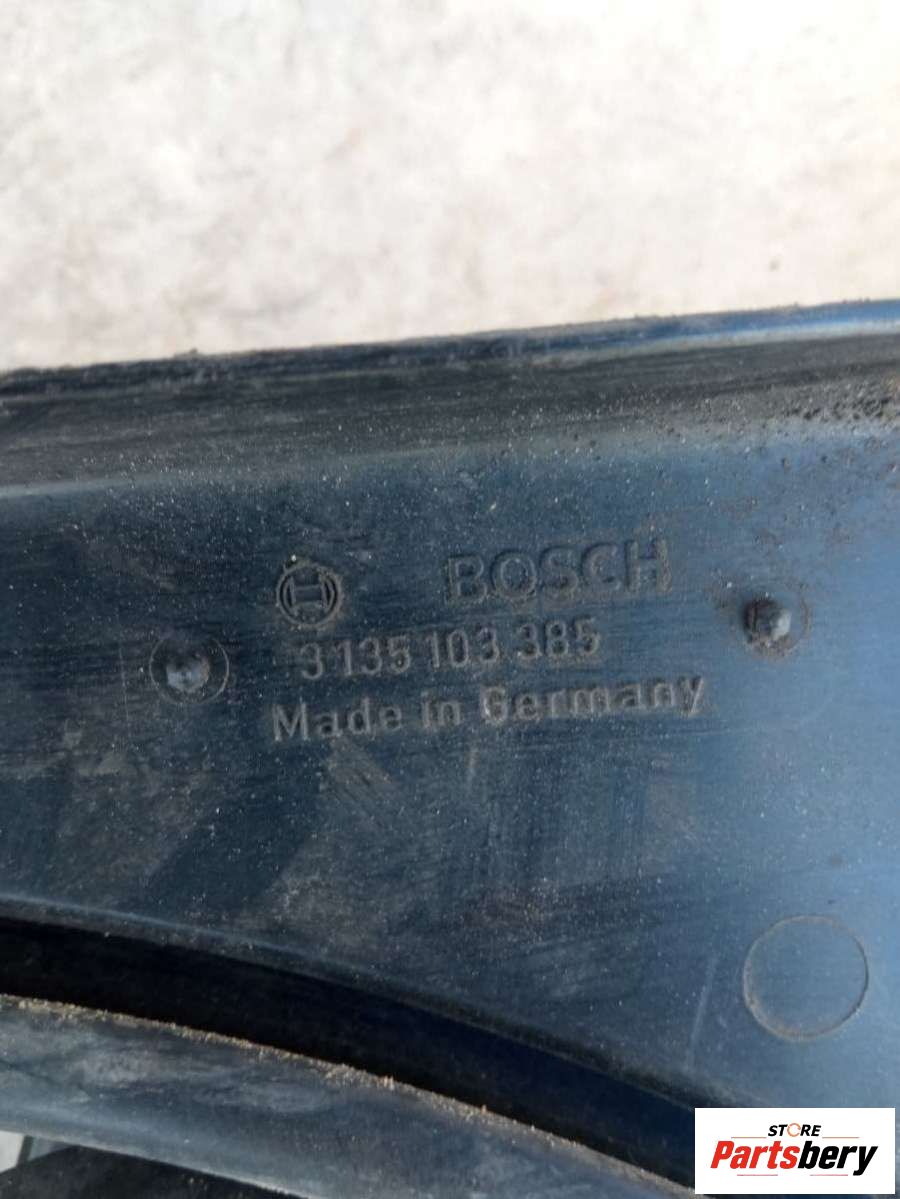 BOSCH
3 135 103 385
Made in Germany
STORE
Partsbery